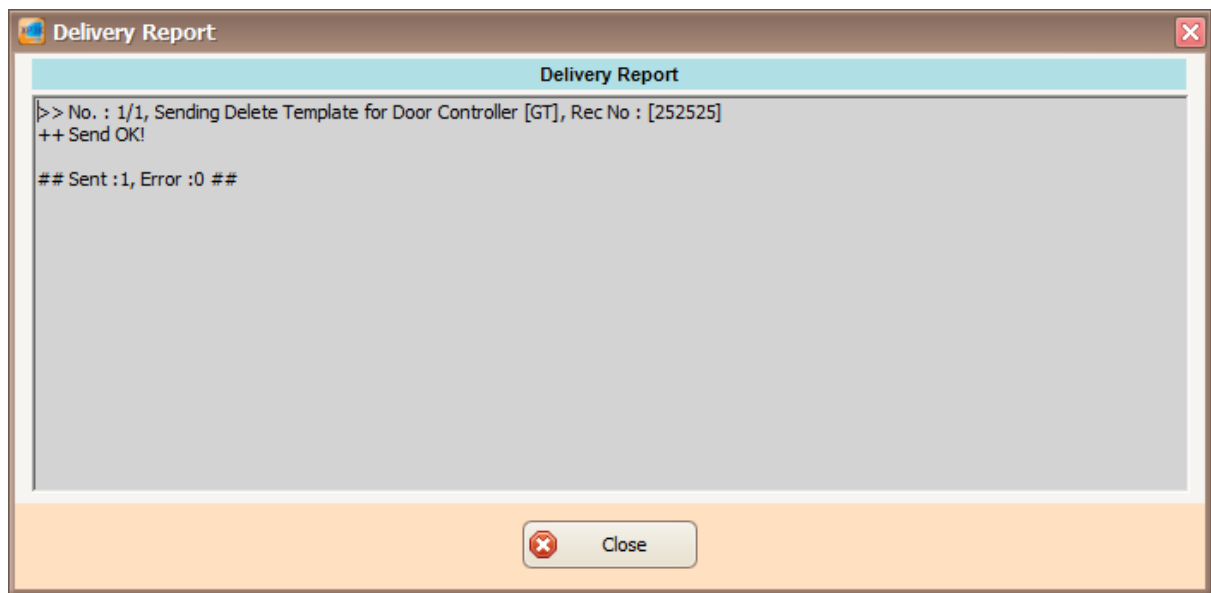 Delivery Report
Delivery Report
>> No. : 1/1, Sending Delete Template for Door Controller [GT], Rec No : [252525]
++ Send OK!
## Sent :1, Error :0 ##
Close